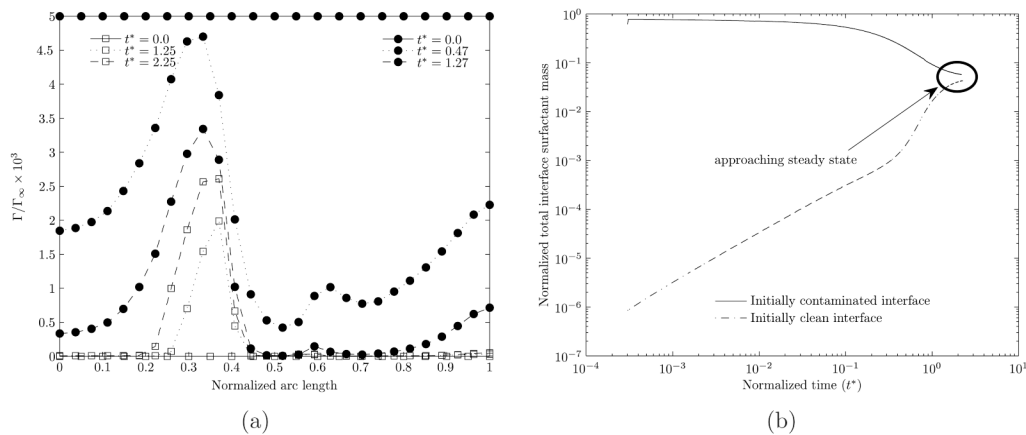 5
4.5
4
3.5
3
2.5
2
1.5
1
0.5
0
Γ/Γ∞ × 10³
t* = 0.0
t* = 1.25
t* = 2.25
t* = 0.0
t* = 0.47
t* = 1.27
0 0.1 0.2 0.3 0.4 0.5 0.6 0.7 0.8 0.9 1
Normalized arc length
(a)
10⁰
10⁻¹
10⁻²
10⁻³
10⁻⁴
10⁻⁵
10⁻⁶
10⁻⁷
Normalized total interface surfactant mass
approaching steady state
Initially contaminated interface
Initially clean interface
10⁻⁴ 10⁻³ 10⁻² 10⁻¹ 10⁰ 10¹
Normalized time (t*)
(b)